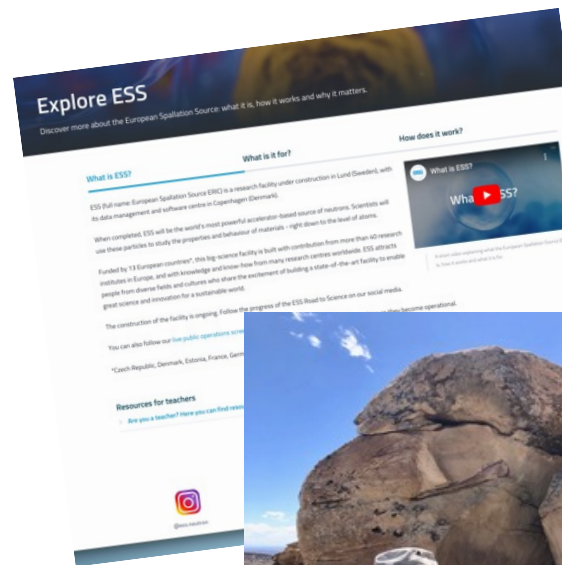 Explore ESS
Discover more about the European Spallation Source: what it is, how it works and why it matters.
What is ESS?
What is it for?
How does it work?
ESS (full name: European Spallation Source ERIC) is a research facility under construction in Lund (Sweden), with
its data management and software centre in Copenhagen (Denmark).
When completed, ESS will be the world's most powerful accelerator-based source of neutrons. Scientists will
use these particles to study the properties and behaviour of materials – right down to the level of atoms.
Funded by 13 European countries*, this big-science facility is built with contribution from more than 40 research
institutes in Europe, and with knowledge and know-how from many research centres worldwide. ESS attracts
people from diverse fields and cultures who share the excitement of building a state-of-the-art facility to enable
great science and innovation for a sustainable world.
The construction of the facility is ongoing. Follow the progress of the ESS Road to Science on our social media.
You can also follow our live public operations
become operational.
*Czech Republic, Denmark, Estonia, France,
What is ESS?
Resources for teachers
Are you a teacher? Here you can find